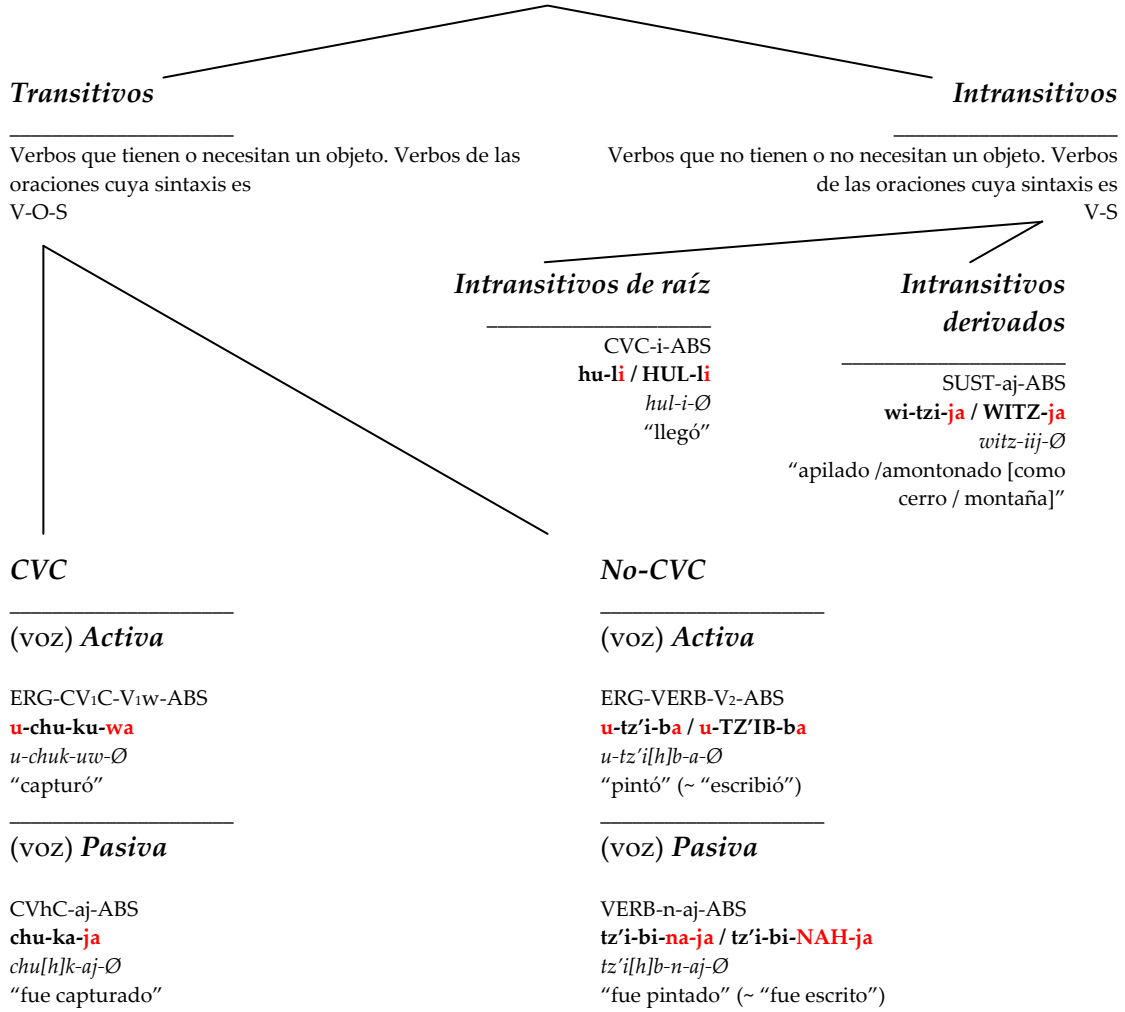 Transitivos
Verbos que tienen o necesitan un objeto. Verbos de las
oraciones cuya sintaxis es
V-O-S
Intransitivos
Verbos que no tienen o no necesitan un objeto. Verbos
de las oraciones cuya sintaxis es
V-S
Intransitivos de raíz
CVC-i-ABS
hu-li / HUL-li
hul-i-Ø
“llegó”
Intransitivos
derivados
SUST-aj-ABS
wi-tzi-ja / WITZ-ja
witz-iij-Ø
“apilado /amontonado [como
cerro / montaña]”
CVC
(voz) Activa
ERG-CV₁C-V₁w-ABS
u-chu-ku-wa
u-chuk-uw-Ø
“capturó”
(voz) Pasiva
CVhC-aj-ABS
chu-ka-ja
chu[h]k-aj-Ø
“fue capturado”
No-CVC
(voz) Activa
ERG-VERB-V₂-ABS
u-tz’i-ba / u-TZ’IB-ba
u-tz’i[h]b-a-Ø
“pintó” (~ “escribió”)
(voz) Pasiva
VERB-n-aj-ABS
tz’i-bi-na-ja / tz’i-bi-NAH-ja
tz’i[h]b-n-aj-Ø
“fue pintado” (~ “fue escrito”)